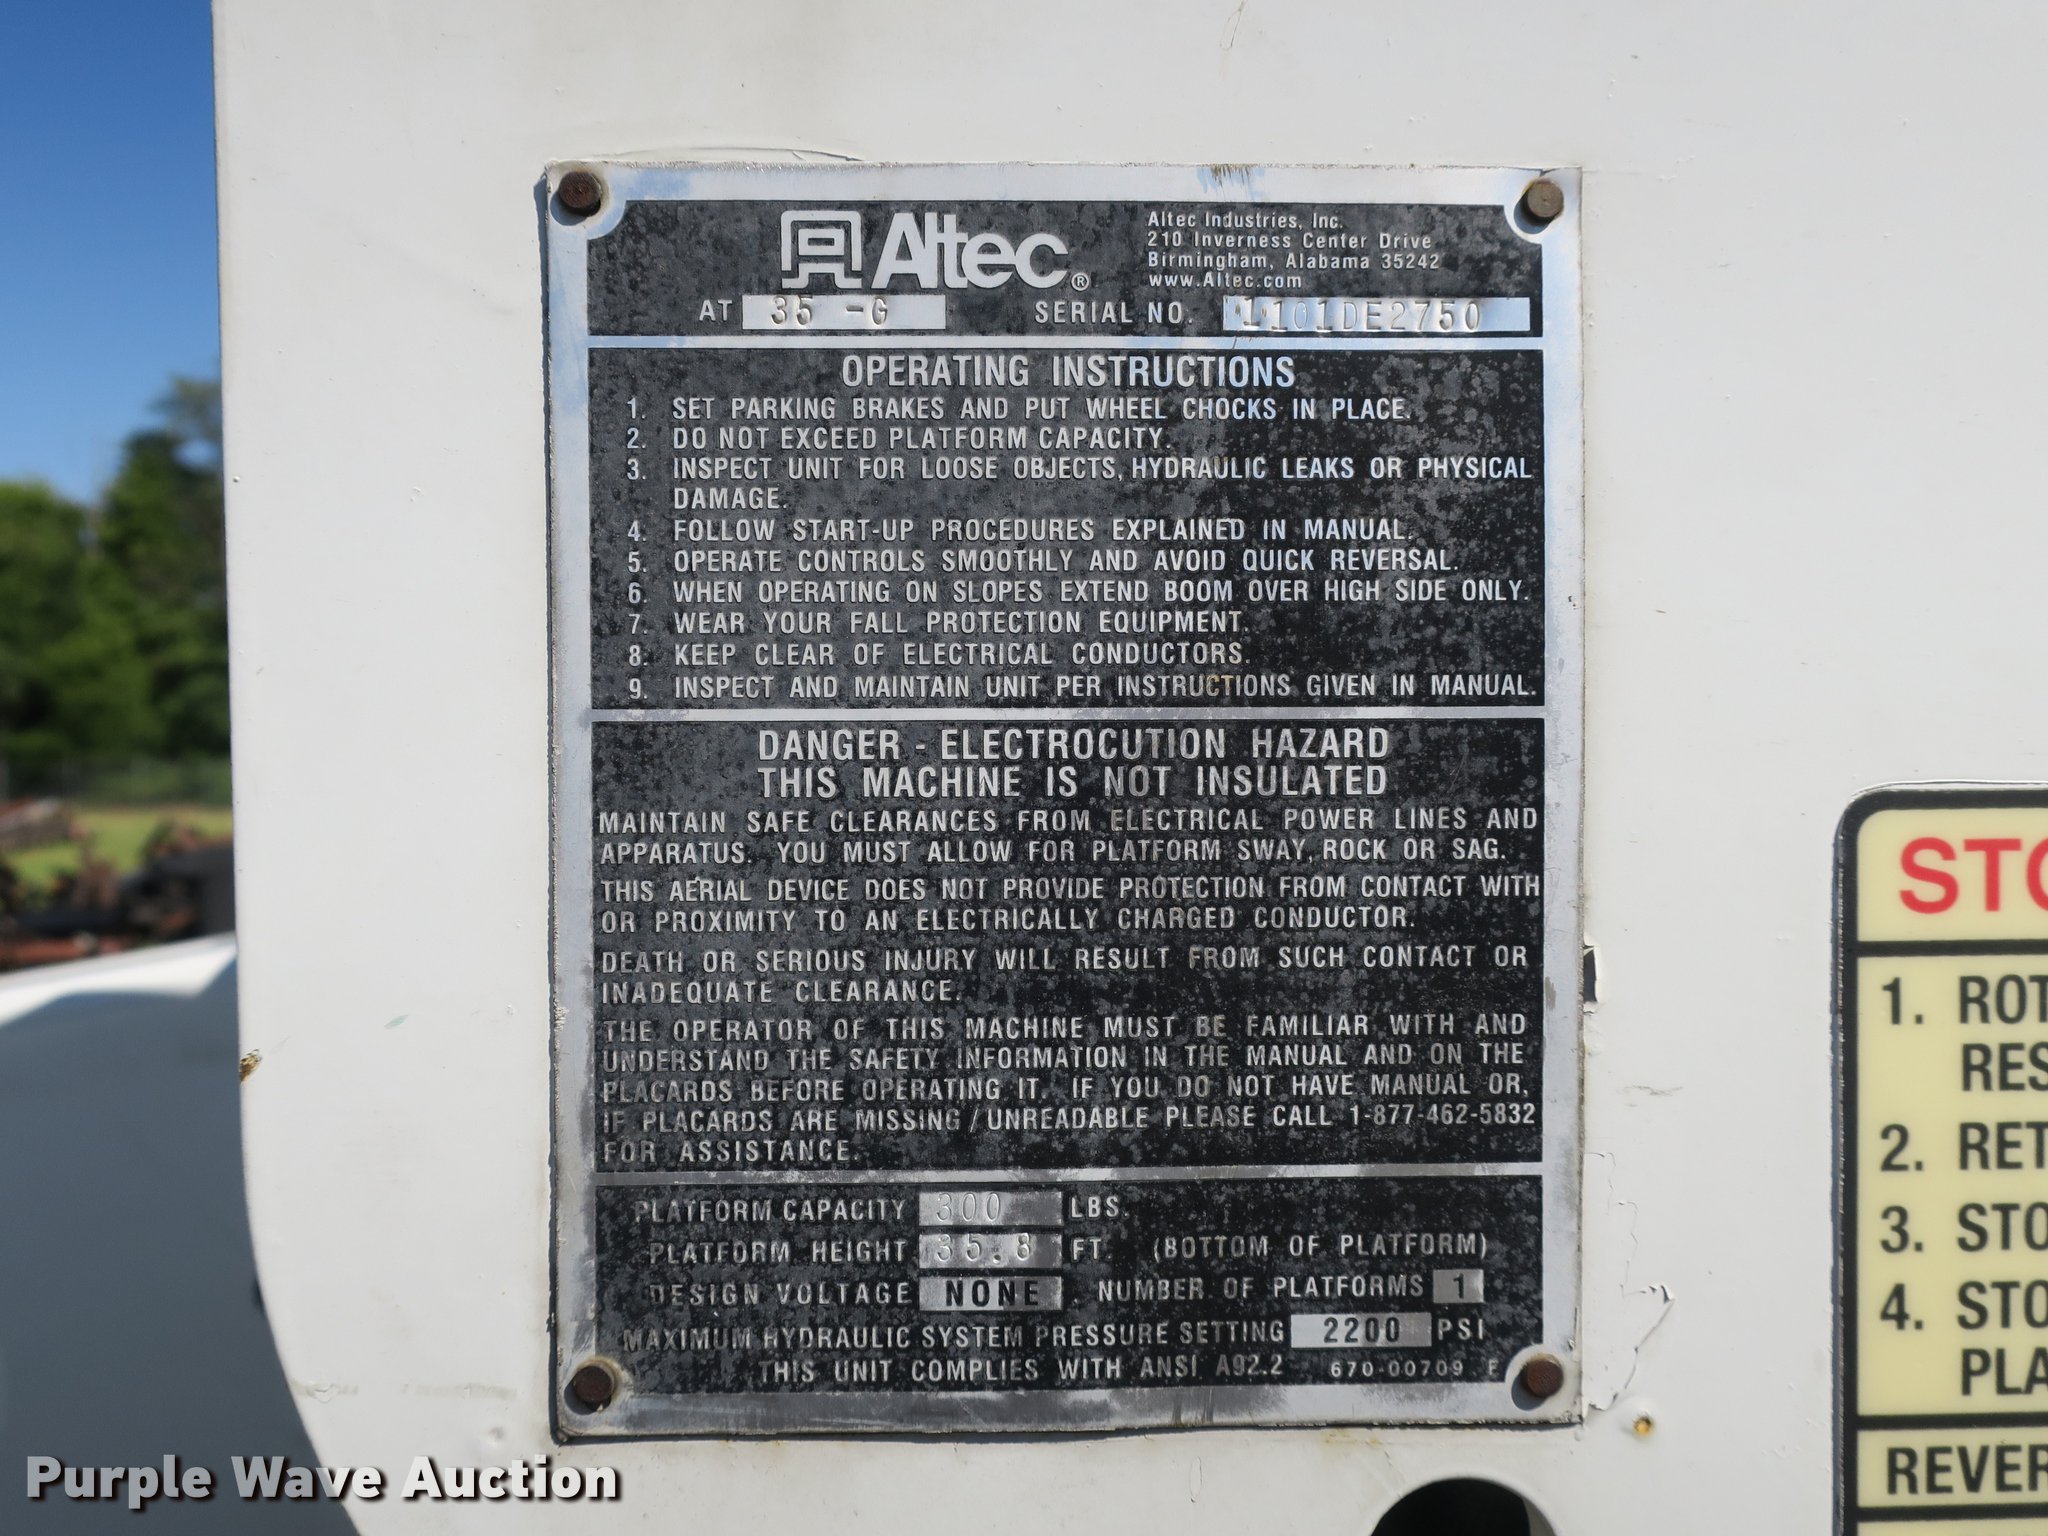 Altec®
Altec Industries, Inc.
210 Inverness Center Drive
Birmingham, Alabama 35242
www.Altec.com
AT 35 -G SERIAL NO. 1101DE2750
OPERATING INSTRUCTIONS
1. SET PARKING BRAKES AND PUT WHEEL CHOCKS IN PLACE.
2. DO NOT EXCEED PLATFORM CAPACITY.
3. INSPECT UNIT FOR LOOSE OBJECTS, HYDRAULIC LEAKS OR PHYSICAL
DAMAGE.
4. FOLLOW START-UP PROCEDURES EXPLAINED IN MANUAL.
5. OPERATE CONTROLS SMOOTHLY AND AVOID QUICK REVERSAL.
6. WHEN OPERATING ON SLOPES EXTEND BOOM OVER HIGH SIDE ONLY.
7. WEAR YOUR FALL PROTECTION EQUIPMENT.
8. KEEP CLEAR OF ELECTRICAL CONDUCTORS.
9. INSPECT AND MAINTAIN UNIT PER INSTRUCTIONS GIVEN IN MANUAL.
DANGER - ELECTROCUTION HAZARD
THIS MACHINE IS NOT INSULATED
MAINTAIN SAFE CLEARANCES FROM ELECTRICAL POWER LINES AND
APPARATUS. YOU MUST ALLOW FOR PLATFORM SWAY, ROCK OR SAG.
THIS AERIAL DEVICE DOES NOT PROVIDE PROTECTION FROM CONTACT WITH
OR PROXIMITY TO AN ELECTRICALLY CHARGED CONDUCTOR.
DEATH OR SERIOUS INJURY WILL RESULT FROM SUCH CONTACT OR
INADEQUATE CLEARANCE.
THE OPERATOR OF THIS MACHINE MUST BE FAMILIAR WITH AND
UNDERSTAND THE SAFETY INFORMATION IN THE MANUAL AND ON THE
PLACARDS BEFORE OPERATING IT. IF YOU DO NOT HAVE MANUAL OR,
IF PLACARDS ARE MISSING/UNREADABLE PLEASE CALL 1-877-462-5832
FOR ASSISTANCE.
PLATFORM CAPACITY 300 LBS.
PLATFORM HEIGHT 35.8 FT. (BOTTOM OF PLATFORM)
DESIGN VOLTAGE NONE NUMBER OF PLATFORMS 1
MAXIMUM HYDRAULIC SYSTEM PRESSURE SETTING 2200 PSI
THIS UNIT COMPLIES WITH ANSI A92.2 670-00709
STO
1. ROT
RES
2. RET
3. STO
4. STO
PLA
REVER
Purple Wave Auction